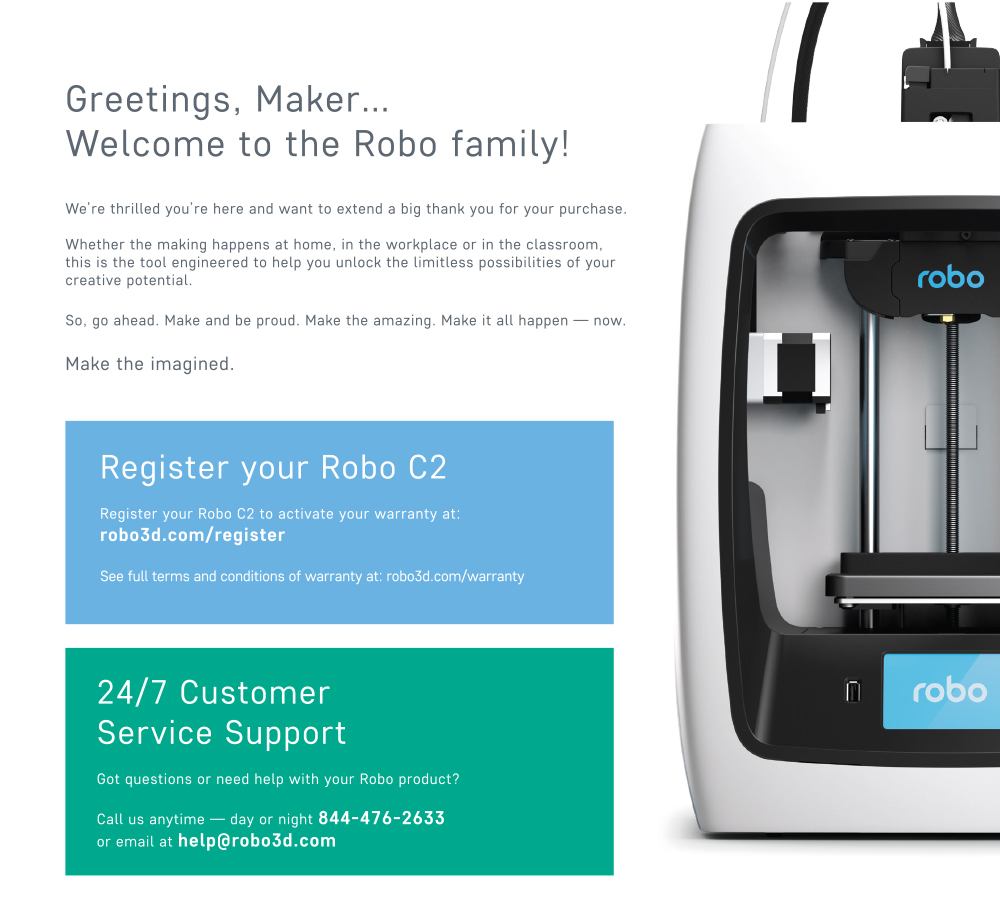 Greetings, Maker...
Welcome to the Robo family!
We're thrilled you're here and want to extend a big thank you for your purchase.
Whether the making happens at home, in the workplace or in the classroom,
this is the tool engineered to help you unlock the limitless possibilities of your
creative potential.
So, go ahead. Make and be proud. Make the amazing. Make it all happen — now.
Make the imagined.
Register your Robo C2
Register your Robo C2 to activate your warranty at:
robo3d.com/register
See full terms and conditions of warranty at: robo3d.com/warranty
24/7 Customer
Service Support
Got questions or need help with your Robo product?
Call us anytime — day or night 844-476-2633
or email at help@robo3d.com
robo
robo